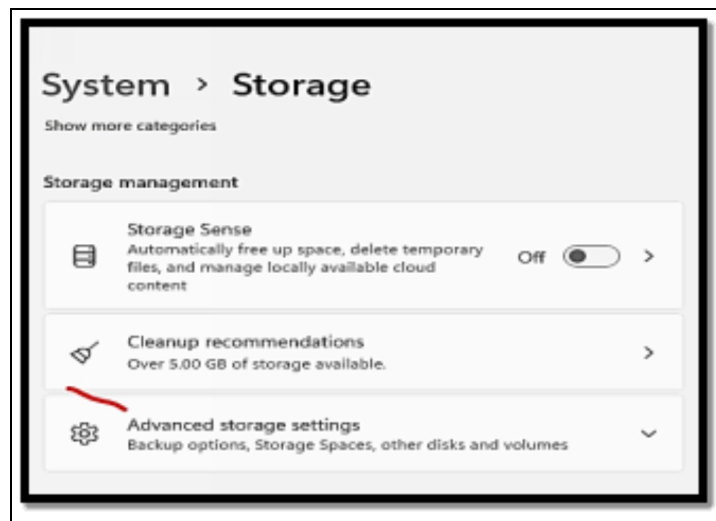 System > Storage
Show more categories
Storage management
Storage Sense
Automatically free up space, delete temporary
files, and manage locally available cloud
content
Off
Cleanup recommendations
Over 5.00 GB of storage available.
Advanced storage settings
Backup options, Storage Spaces, other disks and volumes